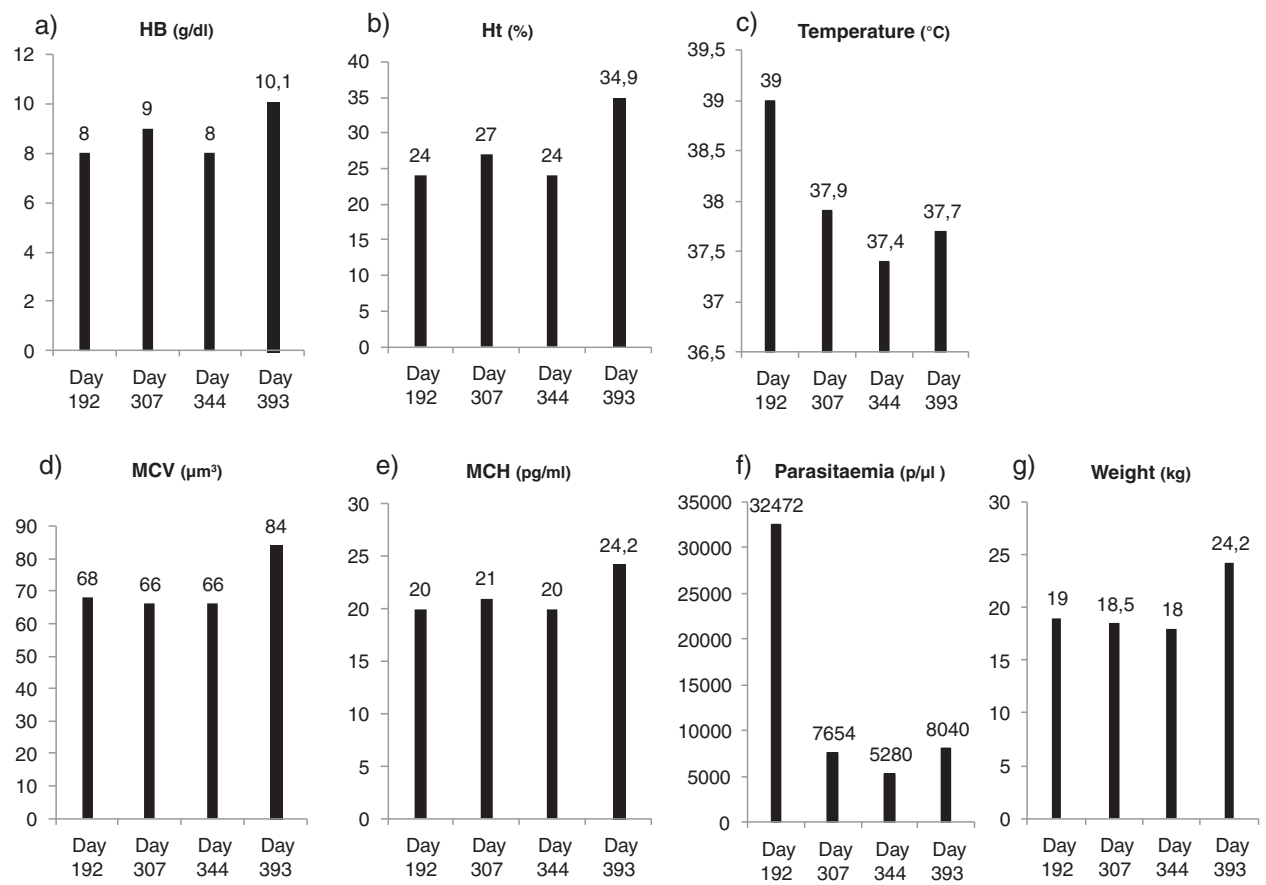 a)
HB (g/dl)
12
10
8
6
4
2
0
8
9
8
10,1
Day Day Day Day
192 307 344 393
b)
Ht (%)
40
35
30
25
20
15
10
5
0
24
27
24
34,9
Day Day Day Day
192 307 344 393
c)
Temperature (°C)
39,5
39
38,5
38
37,5
37
36,5
39
37,9
37,4
37,7
Day Day Day Day
192 307 344 393
d)
MCV (µm³)
90
80
70
60
50
40
30
20
10
0
68
66
66
84
Day Day Day Day
192 307 344 393
e)
MCH (pg/ml)
30
25
20
15
10
5
0
20
21
20
24,2
Day Day Day Day
192 307 344 393
f)
Parasitaemia (p/µl )
35000
30000
25000
20000
15000
10000
5000
0
32472
7654
5280
8040
Day Day Day Day
192 307 344 393
g)
Weight (kg)
30
25
20
15
10
5
0
19
18,5
18
24,2
Day Day Day Day
192 307 344 393